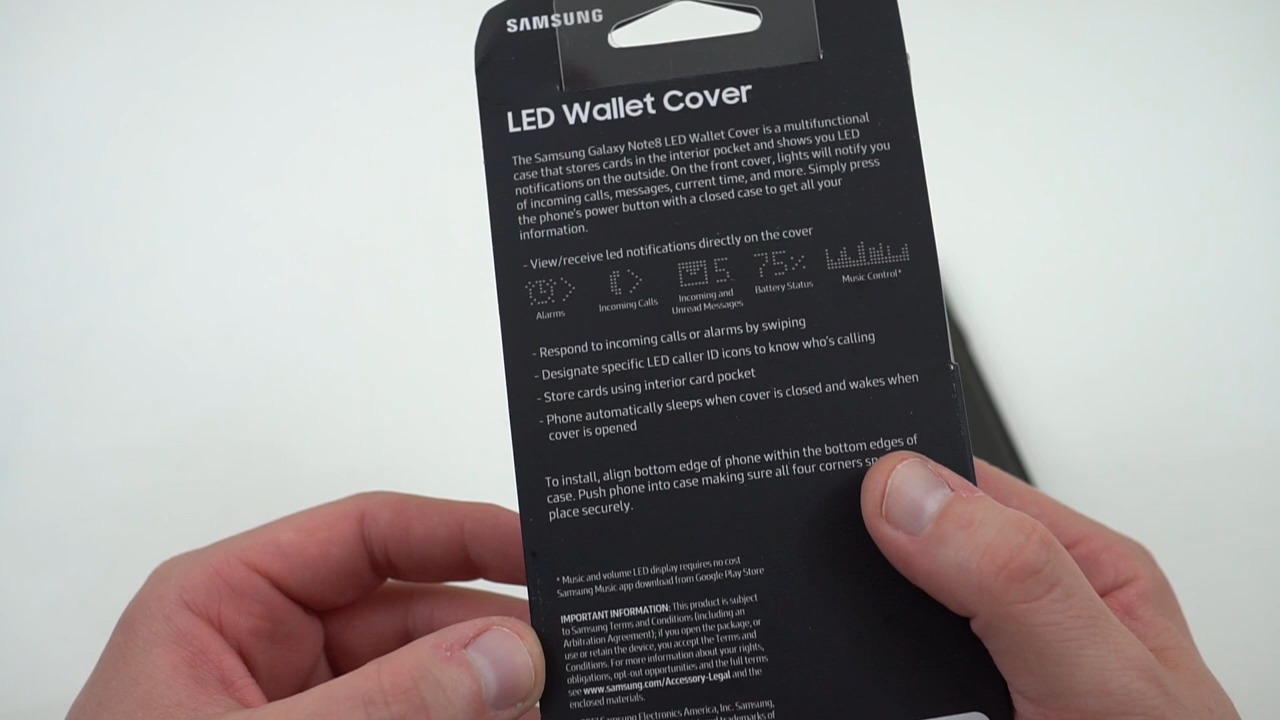 SAMSUNG
LED Wallet Cover
The Samsung Galaxy Note8 LED Wallet Cover is a multifunctional
case that stores cards in the interior pocket and shows you LED
notifications on the outside. On the front cover, lights will notify you
of incoming calls, messages, current time, and more. Simply press
the phone's power button with a closed case to get all your
information.
- View/receive led notifications directly on the cover
5 75%
Alarms Incoming Calls Incoming and Battery Status Music Control*
Unread Messages
- Respond to incoming calls or alarms by swiping
- Designate specific LED caller ID icons to know who's calling
- Store cards using interior card pocket
- Phone automatically sleeps when cover is closed and wakes when
cover is opened
To install, align bottom edge of phone within the bottom edges of
case. Push phone into case making sure all four corners
place securely.
* Music and volume LED display requires no cost
Samsung Music app download from Google Play Store
IMPORTANT INFORMATION: This product is subject
to Samsung Terms and Conditions (including an
Arbitration Agreement); if you open the package, or
use or retain the device, you accept the Terms and
Conditions. For more information about your rights,
obligations, opt-out opportunities and the full terms
see www.samsung.com/Accessory-Legal and the
enclosed materials.
Samsung Electronics America, Inc. Samsung,
trademarks of